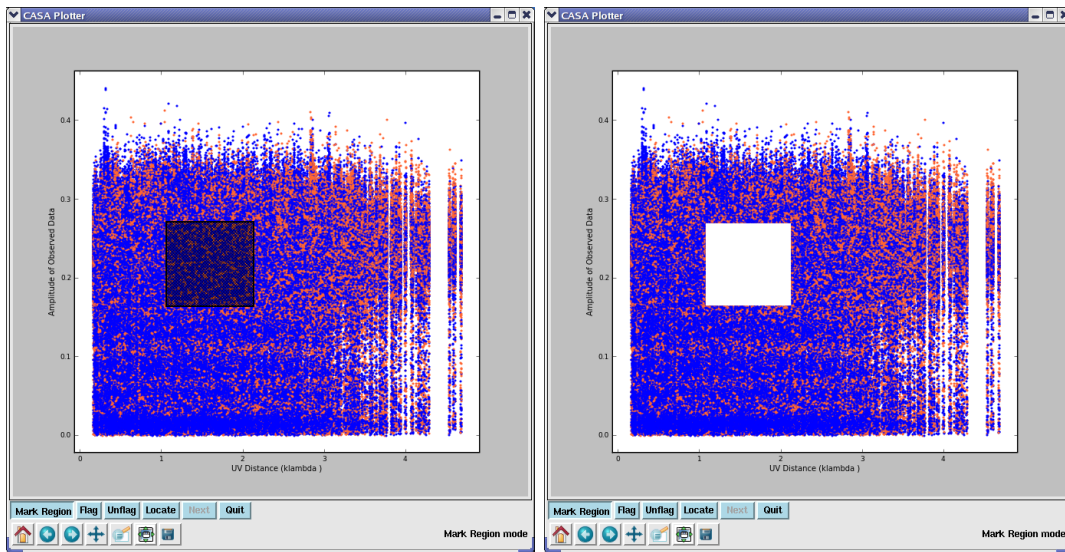 CASA Plotter
0.4
0.3
0.2
0.1
0.0
Amplitude of Observed Data
0 1 2 3 4
UV Distance (klambda )
Mark Region Flag Unflag Locate Next Quit
Mark Region mode
CASA Plotter
0.4
0.3
0.2
0.1
0.0
Amplitude of Observed Data
0 1 2 3 4
UV Distance (klambda )
Mark Region Flag Unflag Locate Next Quit
Mark Region mode